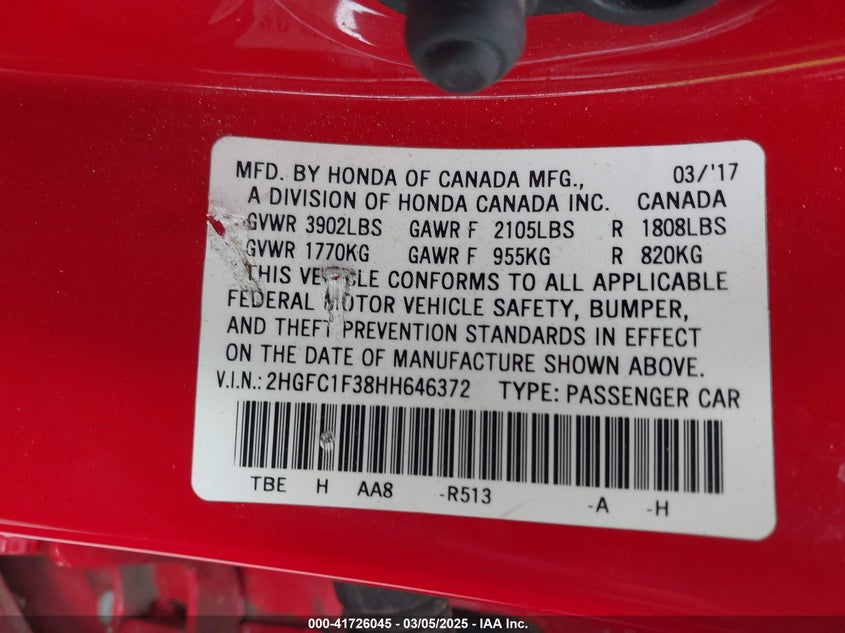 MFD. BY HONDA OF CANADA MFG., 03/'17
A DIVISION OF HONDA CANADA INC. CANADA
GVWR 3902LBS GAWR F 2105LBS R 1808LBS
GVWR 1770KG GAWR F 955KG R 820KG
THIS VEHICLE CONFORMS TO ALL APPLICABLE
FEDERAL MOTOR VEHICLE SAFETY, BUMPER,
AND THEFT PREVENTION STANDARDS IN EFFECT
ON THE DATE OF MANUFACTURE SHOWN ABOVE.
V.I.N.: 2HGFC1F38HH646372 TYPE: PASSENGER CAR
TBE H AA8 -R513 -A -H
000-41726045 — 03/05/2025 — IAA Inc.